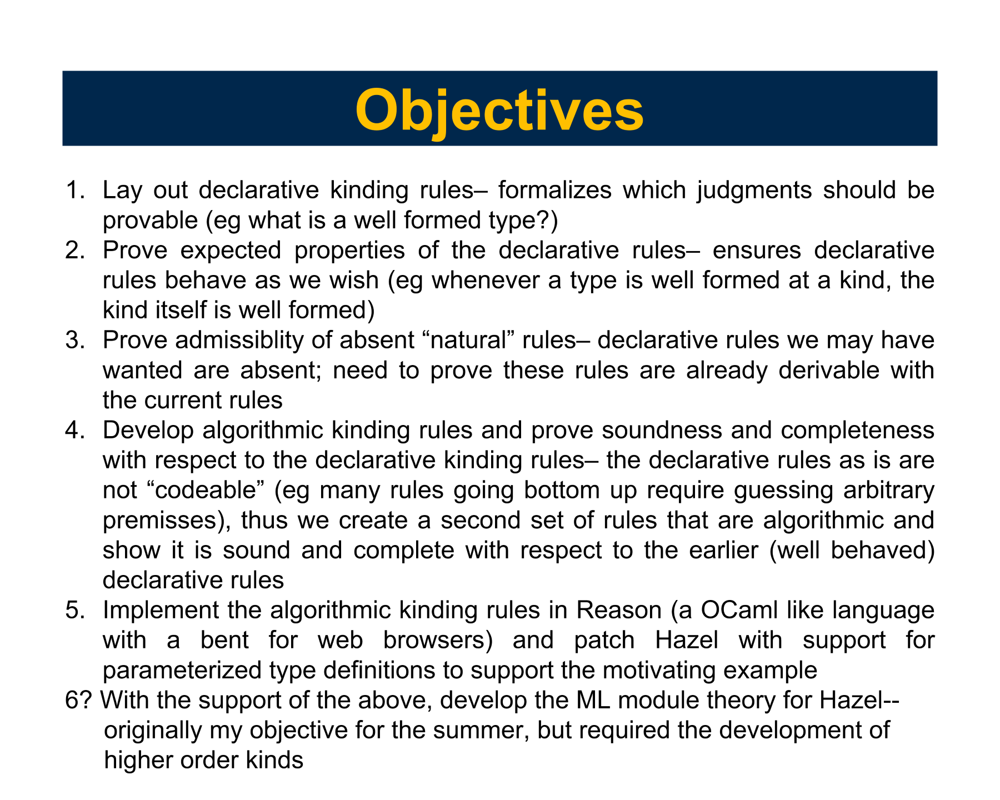 Objectives
1. Lay out declarative kinding rules– formalizes which judgments should be
provable (eg what is a well formed type?)
2. Prove expected properties of the declarative rules– ensures declarative
rules behave as we wish (eg whenever a type is well formed at a kind, the
kind itself is well formed)
3. Prove admissiblity of absent “natural” rules– declarative rules we may have
wanted are absent; need to prove these rules are already derivable with
the current rules
4. Develop algorithmic kinding rules and prove soundness and completeness
with respect to the declarative kinding rules– the declarative rules as is are
not “codeable” (eg many rules going bottom up require guessing arbitrary
premisses), thus we create a second set of rules that are algorithmic and
show it is sound and complete with respect to the earlier (well behaved)
declarative rules
5. Implement the algorithmic kinding rules in Reason (a OCaml like language
with a bent for web browsers) and patch Hazel with support for
parameterized type definitions to support the motivating example
6? With the support of the above, develop the ML module theory for Hazel--
originally my objective for the summer, but required the development of
higher order kinds